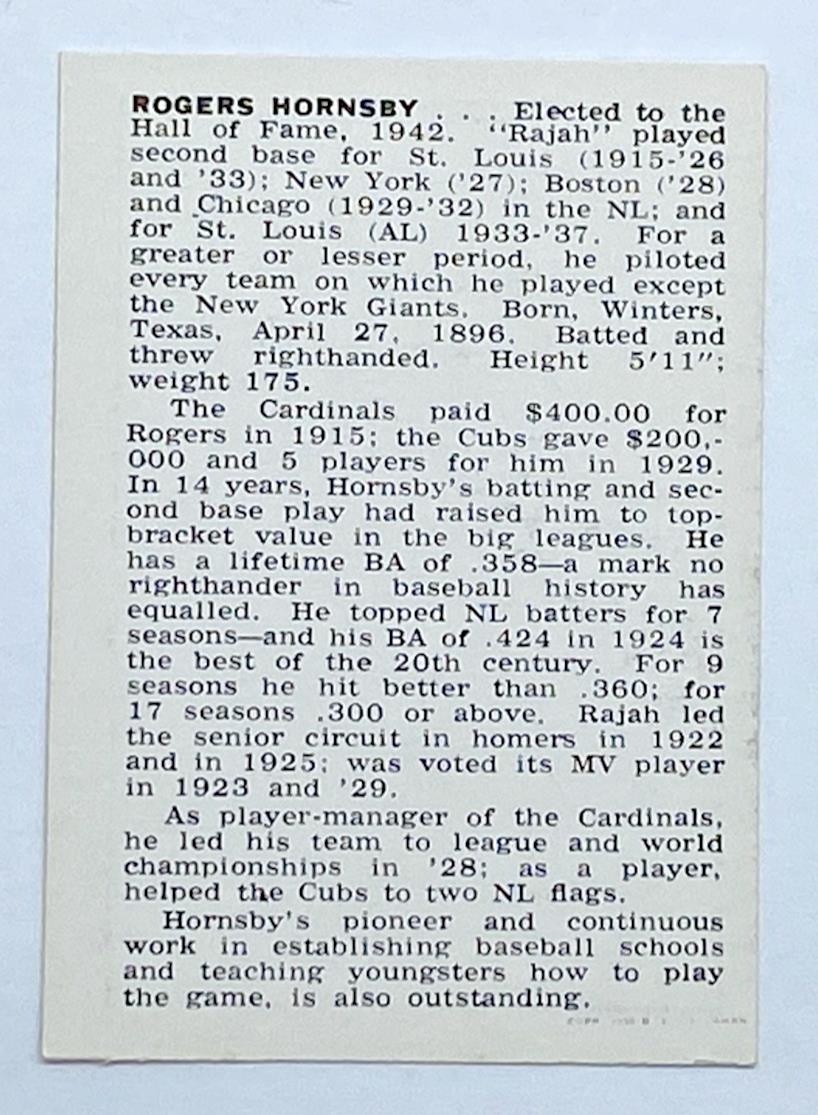 ROGERS HORNSBY . . . Elected to the
Hall of Fame, 1942. "Rajah" played
second base for St. Louis (1915-'26
and '33); New York ('27); Boston ('28)
and Chicago (1929-'32) in the NL; and
for St. Louis (AL) 1933-'37. For a
greater or lesser period, he piloted
every team on which he played except
the New York Giants. Born, Winters,
Texas, April 27, 1896. Batted and
threw righthanded. Height 5'11";
weight 175.
The Cardinals paid $400.00 for
Rogers in 1915; the Cubs gave $200,-
000 and 5 players for him in 1929.
In 14 years, Hornsby's batting and sec-
ond base play had raised him to top-
bracket value in the big leagues. He
has a lifetime BA of .358—a mark no
righthander in baseball history has
equalled. He topped NL batters for 7
seasons—and his BA of .424 in 1924 is
the best of the 20th century. For 9
seasons he hit better than .360; for
17 seasons .300 or above. Rajah led
the senior circuit in homers in 1922
and in 1925; was voted its MV player
in 1923 and '29.
As player-manager of the Cardinals,
he led his team to league and world
championships in '28; as a player,
helped the Cubs to two NL flags.
Hornsby's pioneer and continuous
work in establishing baseball schools
and teaching youngsters how to play
the game, is also outstanding.